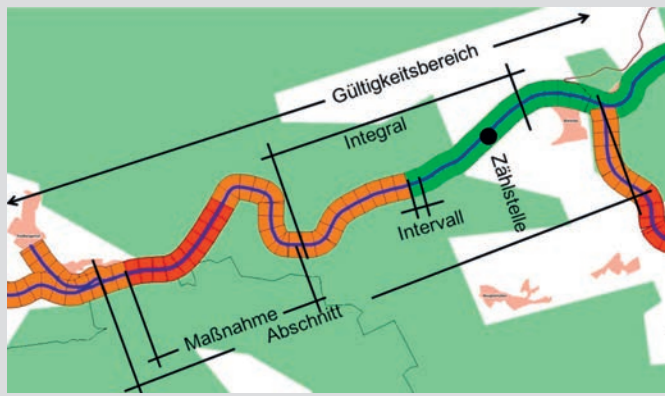 Gültigkeitsbereich
Integral
Zählstelle
Intervall
Maßnahme
Abschnitt